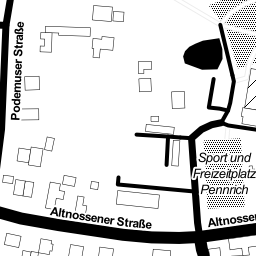 Podemuser Straße
Sport und
Freizeitplatz
Pennrich
Altnossener Straße
Altnossene